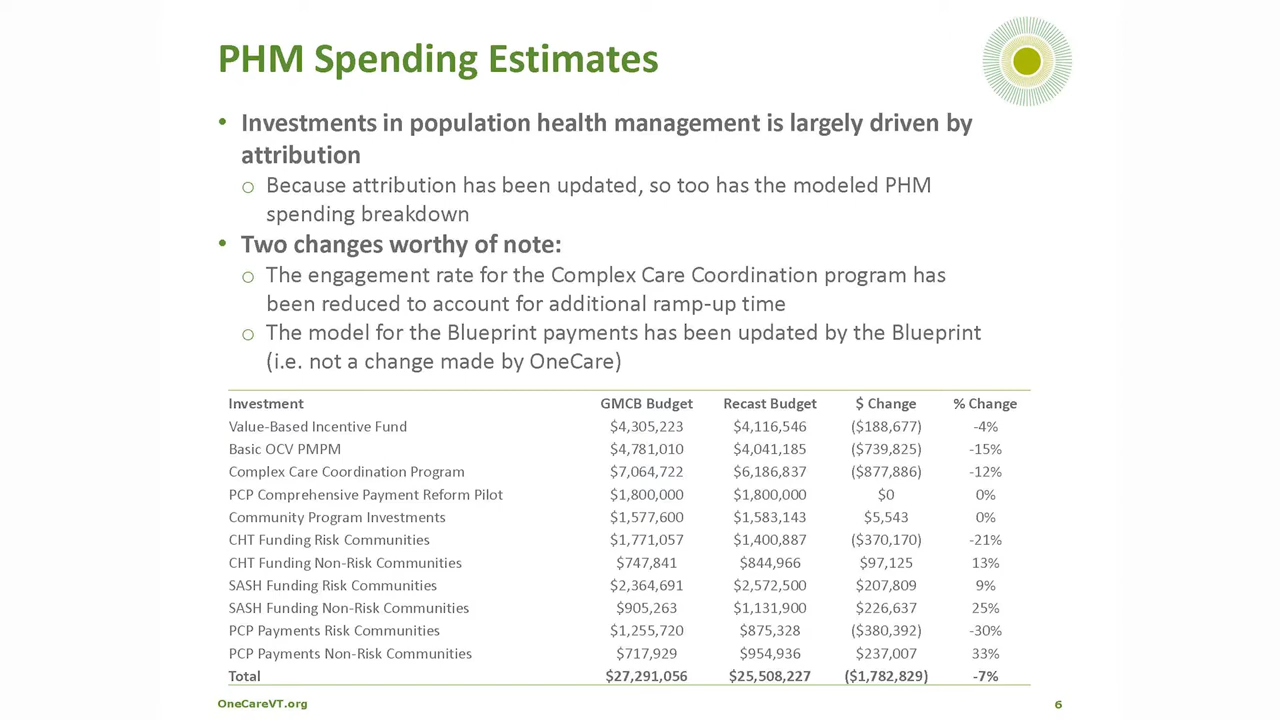 PHM Spending Estimates
• Investments in population health management is largely driven by
attribution
o Because attribution has been updated, so too has the modeled PHM
spending breakdown
• Two changes worthy of note:
o The engagement rate for the Complex Care Coordination program has
been reduced to account for additional ramp-up time
o The model for the Blueprint payments has been updated by the Blueprint
(i.e. not a change made by OneCare)
Investment GMCB Budget Recast Budget $ Change % Change
Value-Based Incentive Fund $4,305,223 $4,116,546 ($188,677) -4%
Basic OCV PMPM $4,781,010 $4,041,185 ($739,825) -15%
Complex Care Coordination Program $7,064,722 $6,186,837 ($877,886) -12%
PCP Comprehensive Payment Reform Pilot $1,800,000 $1,800,000 $0 0%
Community Program Investments $1,577,600 $1,583,143 $5,543 0%
CHT Funding Risk Communities $1,771,057 $1,400,887 ($370,170) -21%
CHT Funding Non-Risk Communities $747,841 $844,966 $97,125 13%
SASH Funding Risk Communities $2,364,691 $2,572,500 $207,809 9%
SASH Funding Non-Risk Communities $905,263 $1,131,900 $226,637 25%
PCP Payments Risk Communities $1,255,720 $875,328 ($380,392) -30%
PCP Payments Non-Risk Communities $717,929 $954,936 $237,007 33%
Total $27,291,056 $25,508,227 ($1,782,829) -7%
OneCareVT.org 6